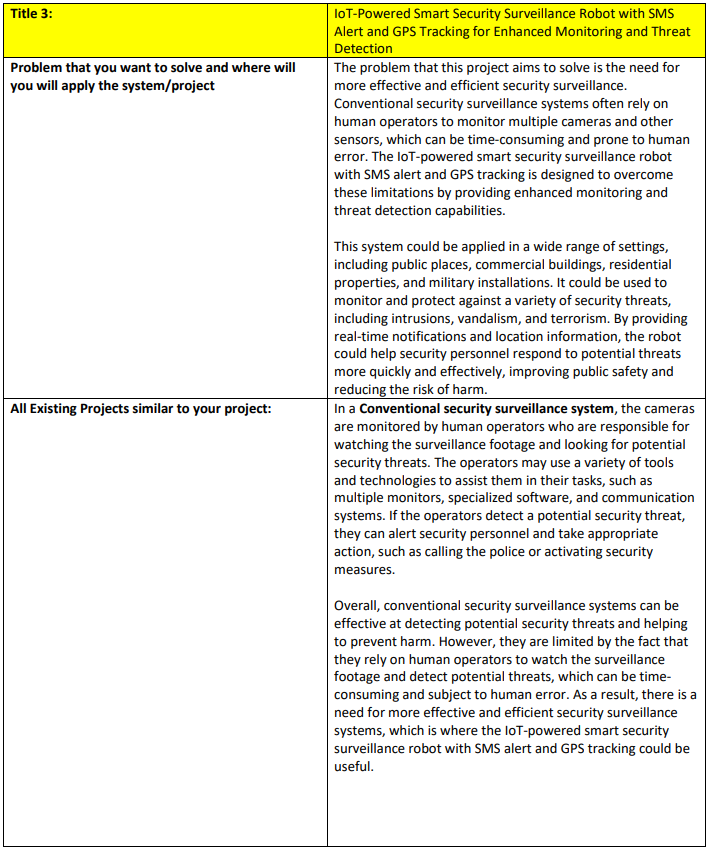 Title 3:
IoT-Powered Smart Security Surveillance Robot with SMS
Alert and GPS Tracking for Enhanced Monitoring and Threat
Detection
Problem that you want to solve and where will
you will apply the system/project
The problem that this project aims to solve is the need for
more effective and efficient security surveillance.
Conventional security surveillance systems often rely on
human operators to monitor multiple cameras and other
sensors, which can be time-consuming and prone to human
error. The IoT-powered smart security surveillance robot
with SMS alert and GPS tracking is designed to overcome
these limitations by providing enhanced monitoring and
threat detection capabilities.
This system could be applied in a wide range of settings,
including public places, commercial buildings, residential
properties, and military installations. It could be used to
monitor and protect against a variety of security threats,
including intrusions, vandalism, and terrorism. By providing
real-time notifications and location information, the robot
could help security personnel respond to potential threats
more quickly and effectively, improving public safety and
reducing the risk of harm.
All Existing Projects similar to your project:
In a Conventional security surveillance system, the cameras
are monitored by human operators who are responsible for
watching the surveillance footage and looking for potential
security threats. The operators may use a variety of tools
and technologies to assist them in their tasks, such as
multiple monitors, specialized software, and communication
systems. If the operators detect a potential security threat,
they can alert security personnel and take appropriate
action, such as calling the police or activating security
measures.
Overall, conventional security surveillance systems can be
effective at detecting potential security threats and helping
to prevent harm. However, they are limited by the fact that
they rely on human operators to watch the surveillance
footage and detect potential threats, which can be time-
consuming and subject to human error. As a result, there is a
need for more effective and efficient security surveillance
systems, which is where the IoT-powered smart security
surveillance robot with SMS alert and GPS tracking could be
useful.